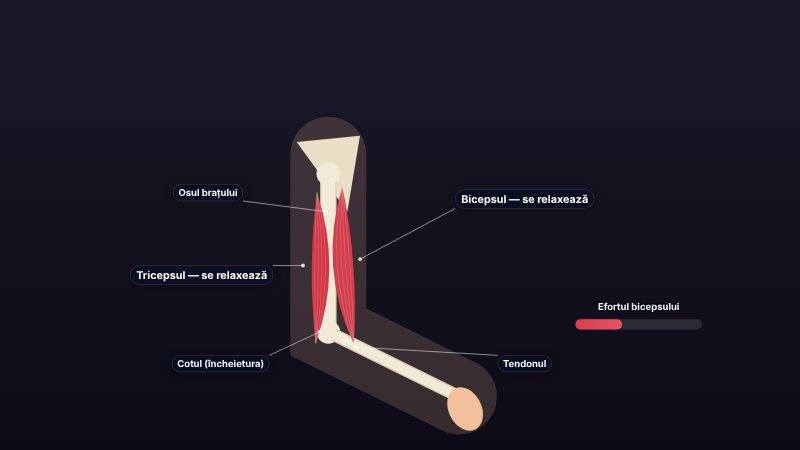 Osul brațului
Bicepsul — se relaxează
Tricepsul — se relaxează
Efortul bicepsului
Cotul (încheietura)
Tendonul